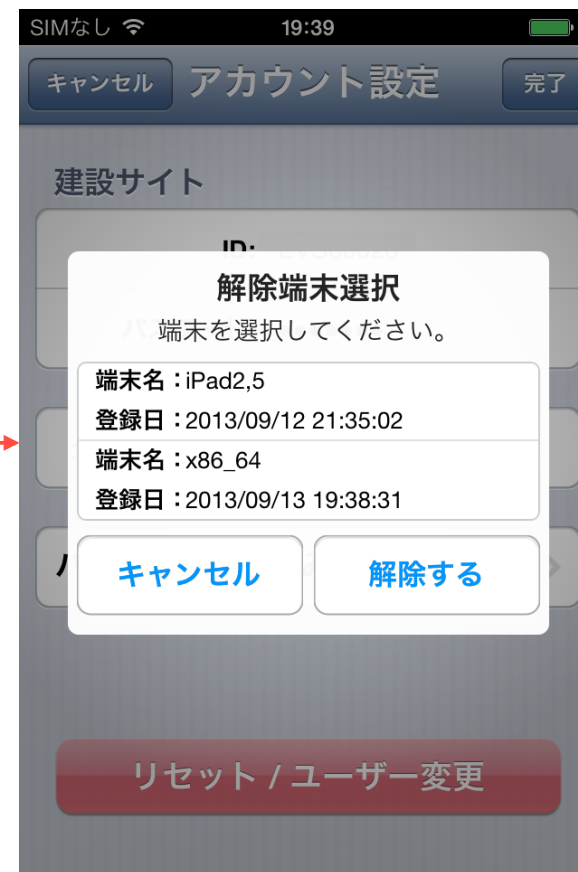 SIMなし 19:39
キャンセル アカウント設定 完了
建設サイト
ID:
解除端末選択
端末を選択してください。
端末名：iPad2,5
登録日：2013/09/12 21:35:02
端末名：x86_64
登録日：2013/09/13 19:38:31
キャンセル 解除する
リセット / ユーザー変更